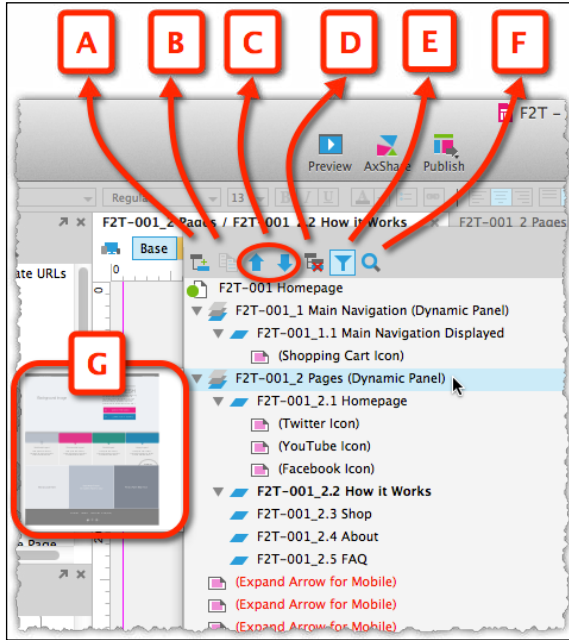 A B C D E F
F2T -
Preview AxShare Publish
Regula 13 B I U
F2T-001_2 Pages / F2T-001_2.2 How it Works F2T-001_2 Pages
Base
ate URLs
0
F2T-001 Homepage
F2T-001_1 Main Navigation (Dynamic Panel)
F2T-001_1.1 Main Navigation Displayed
(Shopping Cart Icon)
G
F2T-001_2 Pages (Dynamic Panel)
F2T-001_2.1 Homepage
(Twitter Icon)
(YouTube Icon)
(Facebook Icon)
F2T-001_2.2 How it Works
F2T-001_2.3 Shop
F2T-001_2.4 About
e Page
F2T-001_2.5 FAQ
(Expand Arrow for Mobile)
(Expand Arrow for Mobile)
(Expand Arrow for Mobile)